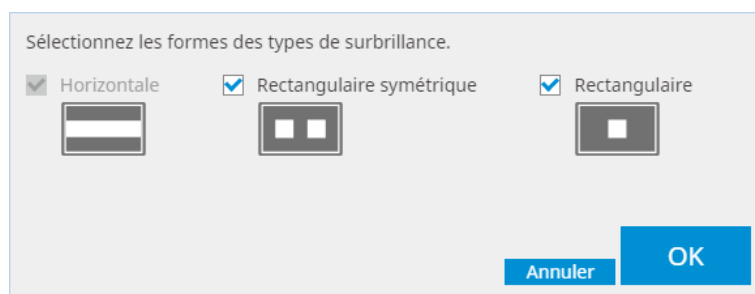 Sélectionnez les formes des types de surbrillance.
Horizontale Rectangulaire symétrique Rectangulaire
Annuler OK